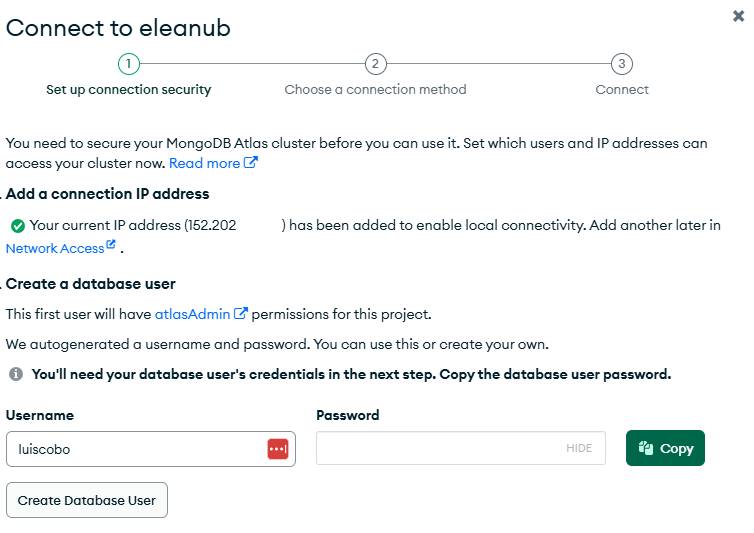 Connect to eleanub
1
2
3
Set up connection security
Choose a connection method
Connect
You need to secure your MongoDB Atlas cluster before you can use it. Set which users and IP addresses can
access your cluster now. Read more
. Add a connection IP address
Your current IP address (152.202 ) has been added to enable local connectivity. Add another later in
Network Access .
. Create a database user
This first user will have atlasAdmin permissions for this project.
We autogenerated a username and password. You can use this or create your own.
You'll need your database user's credentials in the next step. Copy the database user password.
Username
Password
luiscobo
HIDE
Copy
Create Database User